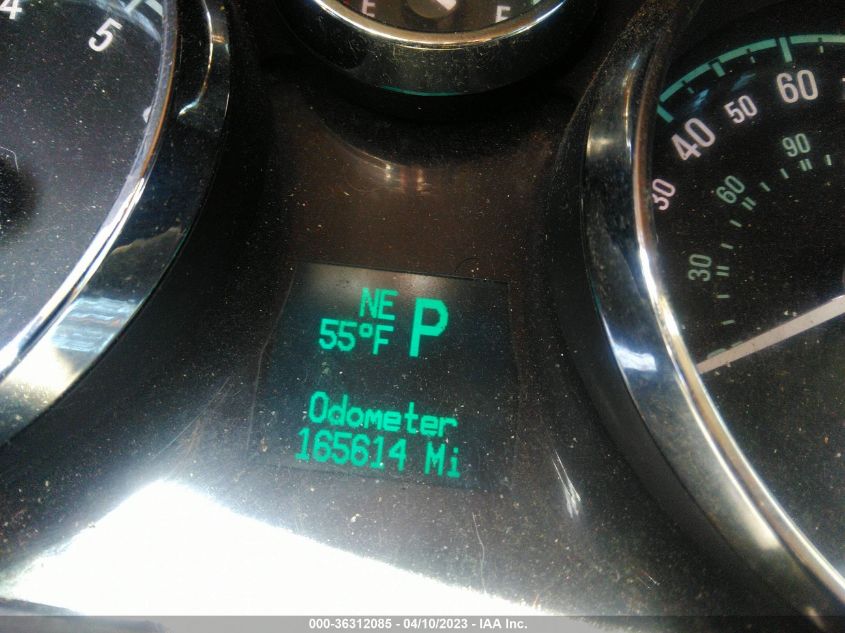 4
5
E F
30 40 50 60
30 60 90
NE
55°F P
Odometer
165614 Mi
000-36312085 - 04/10/2023 - IAA Inc.